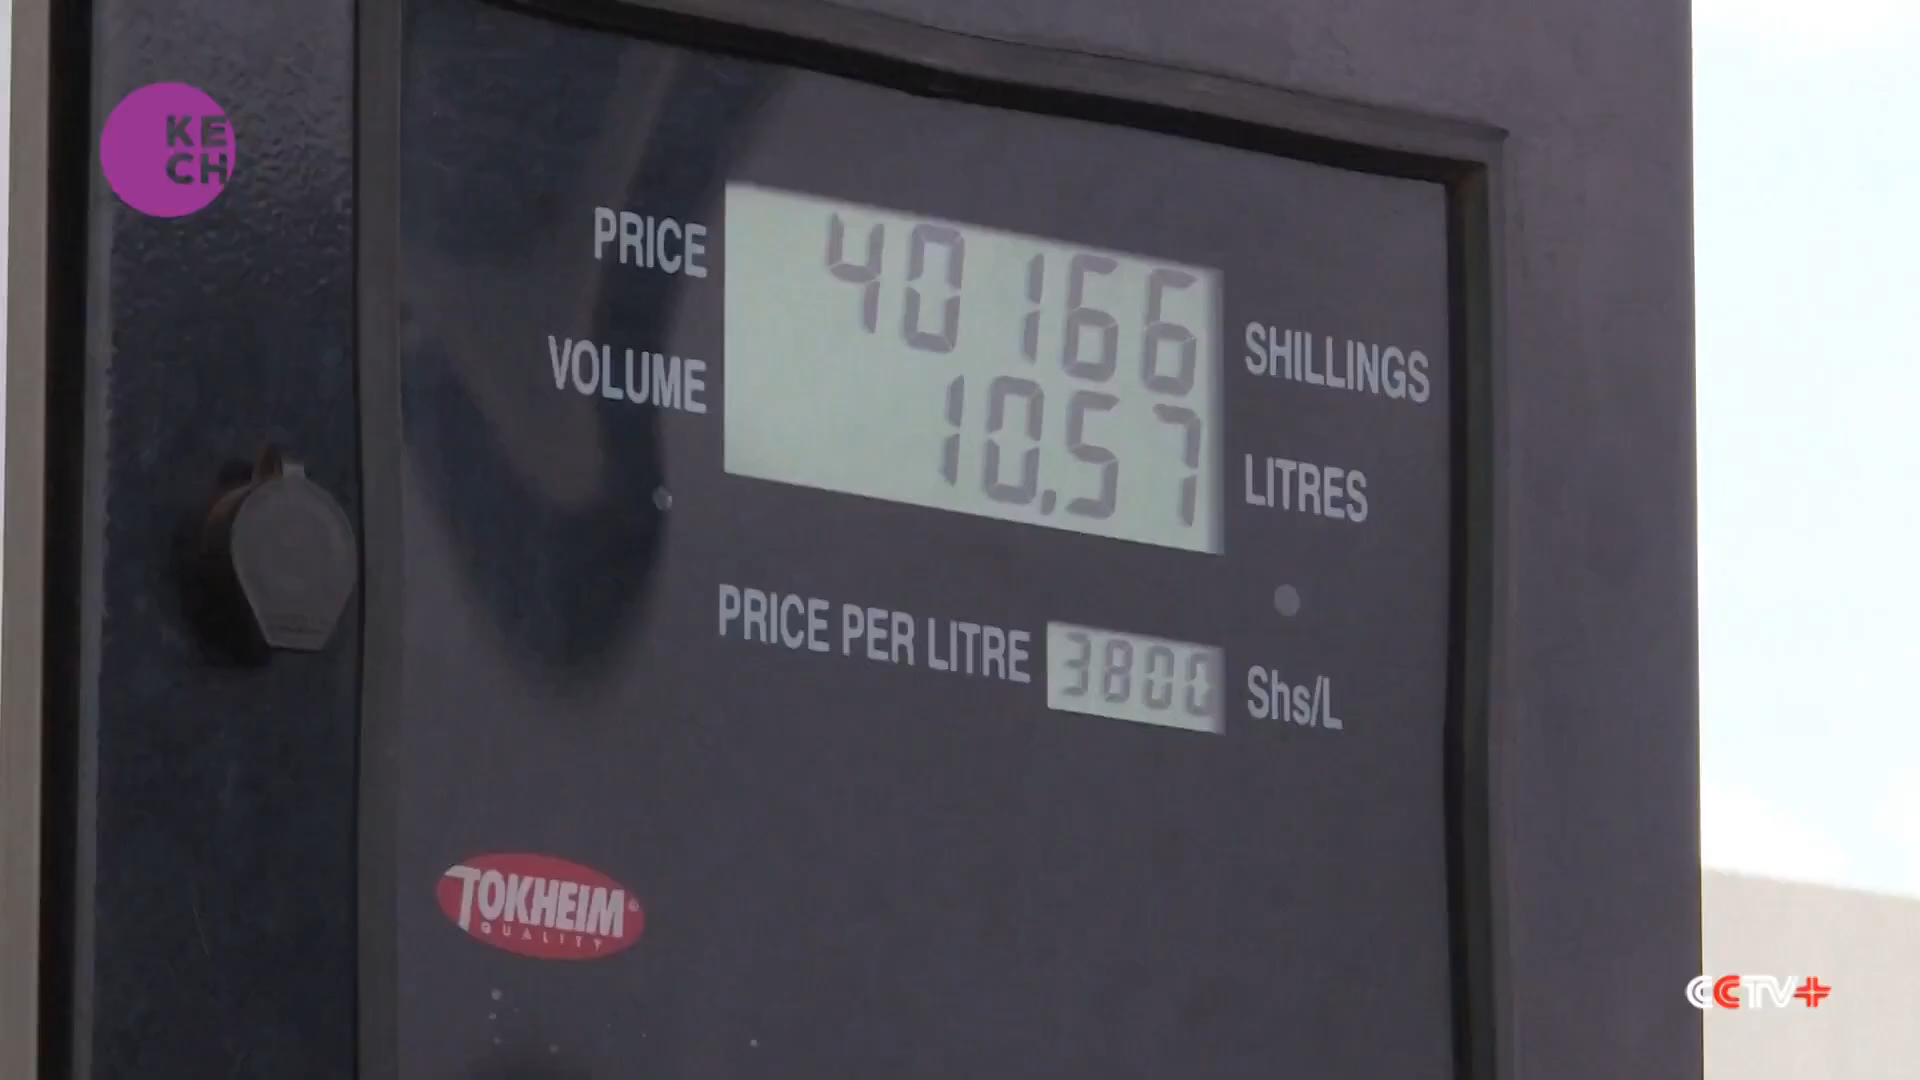 KE
CH
PRICE 40166 SHILLINGS
VOLUME 10.57 LITRES
PRICE PER LITRE 3800 Shs/L
TOKHEIM
QUALITY
CCTV+